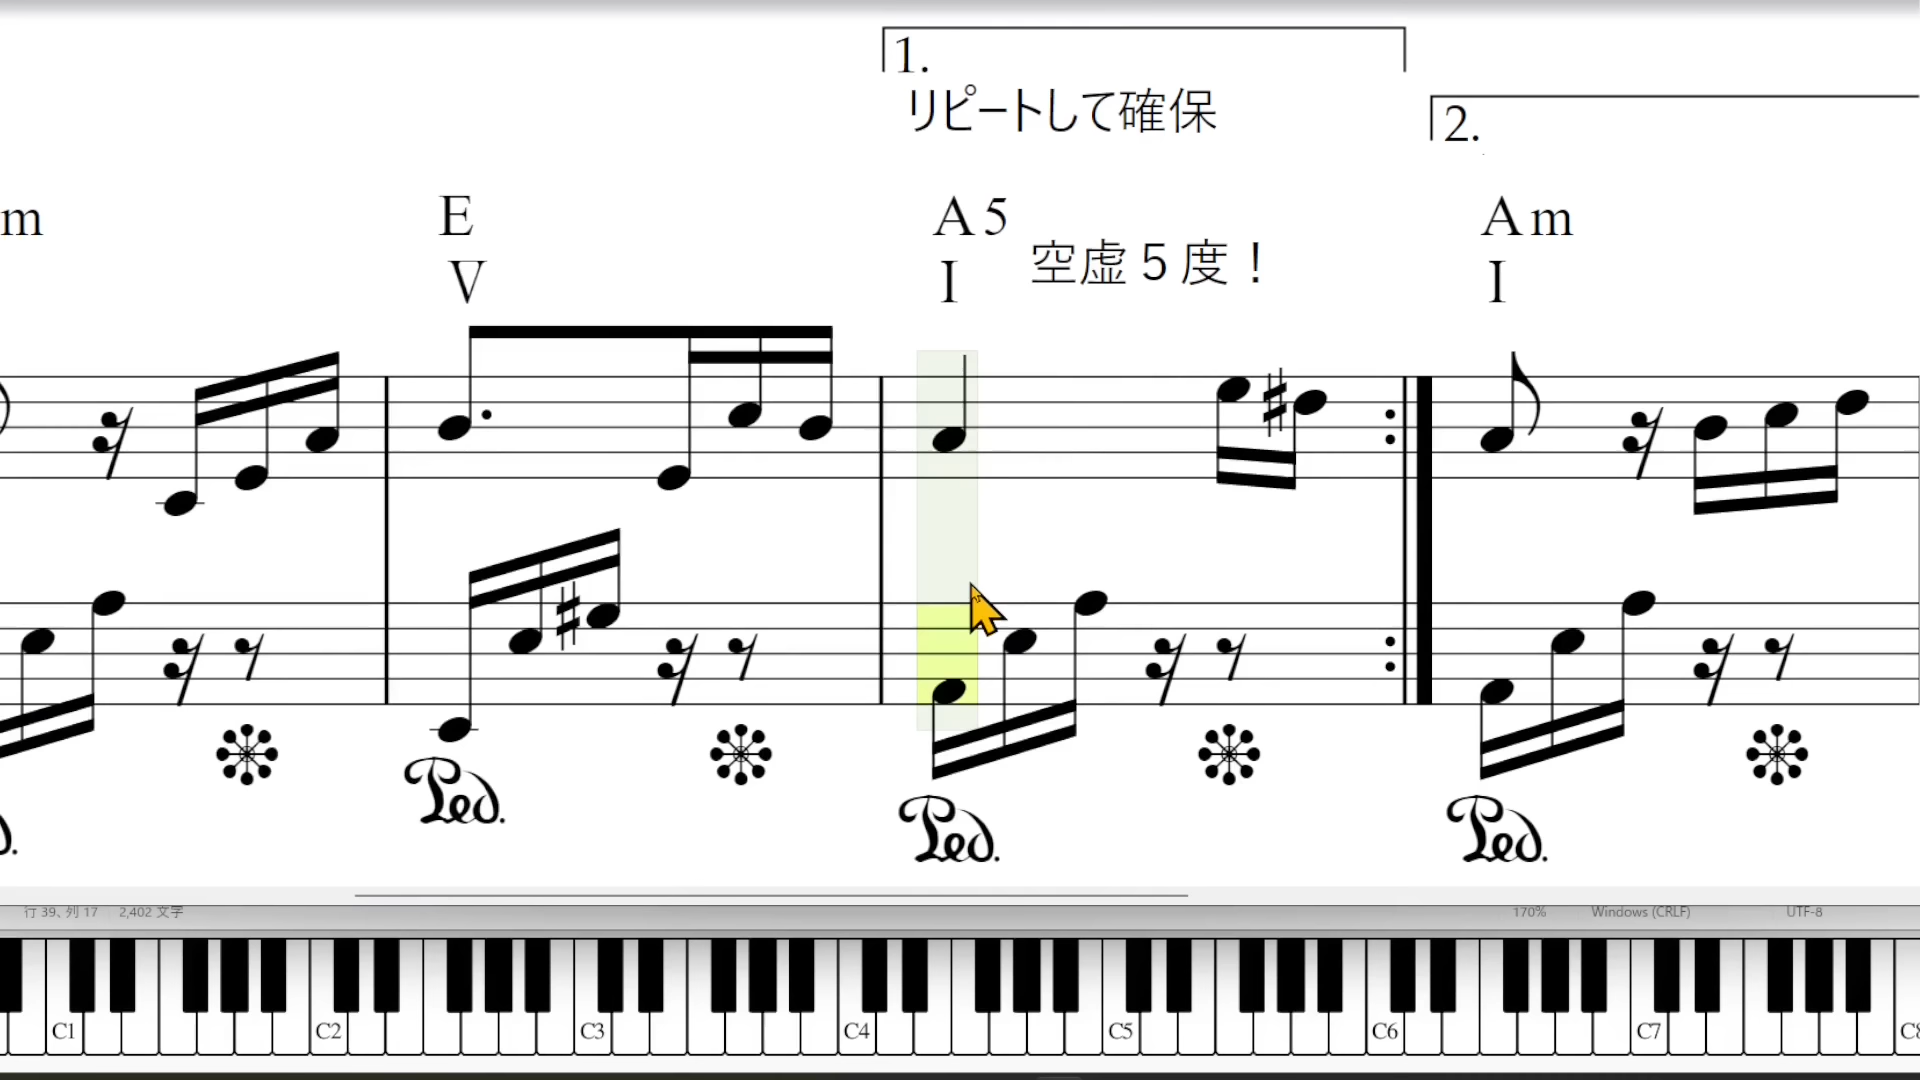 1.
リピートして確保
2.
m
E
A5
Am
V
I
空虚5度！
I
Ped.
Ped.
Ped.
行 39、列 17
2,402 文字
170%
Windows (CRLF)
UTF-8
C1
C2
C3
C4
C5
C6
C7
C8